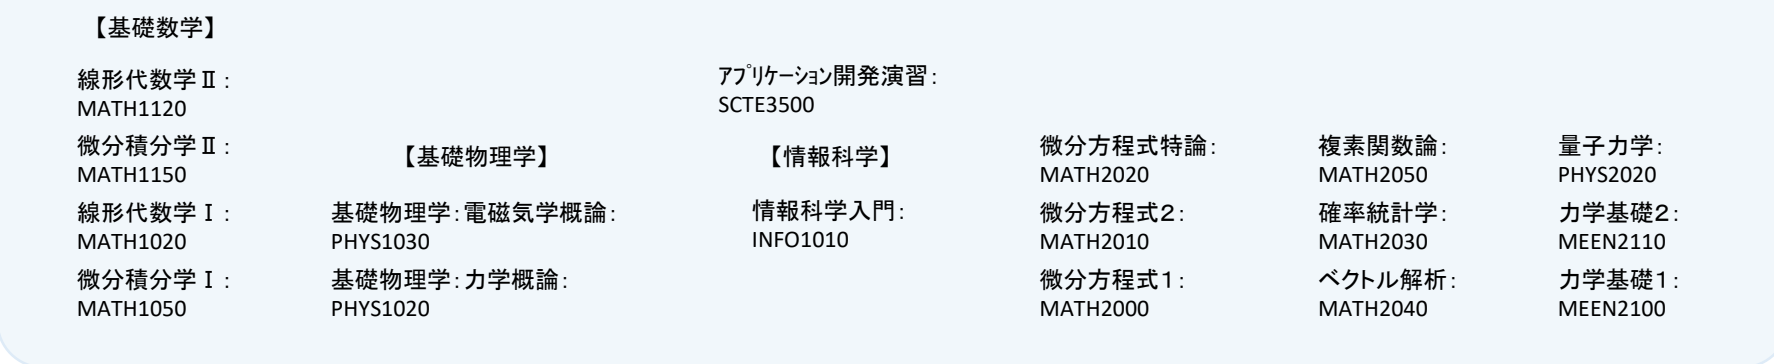 【基礎数学】
線形代数学Ⅱ:
MATH1120
微分積分学Ⅱ:
MATH1150
線形代数学Ⅰ:
MATH1020
微分積分学Ⅰ:
MATH1050
【基礎物理学】
基礎物理学:電磁気学概論:
PHYS1030
基礎物理学:力学概論:
PHYS1020
アプリケーション開発演習:
SCTE3500
【情報科学】
情報科学入門:
INFO1010
微分方程式特論:
MATH2020
微分方程式2:
MATH2010
微分方程式1:
MATH2000
複素関数論:
MATH2050
確率統計学:
MATH2030
ベクトル解析:
MATH2040
量子力学:
PHYS2020
力学基礎2:
MEEN2110
力学基礎1:
MEEN2100